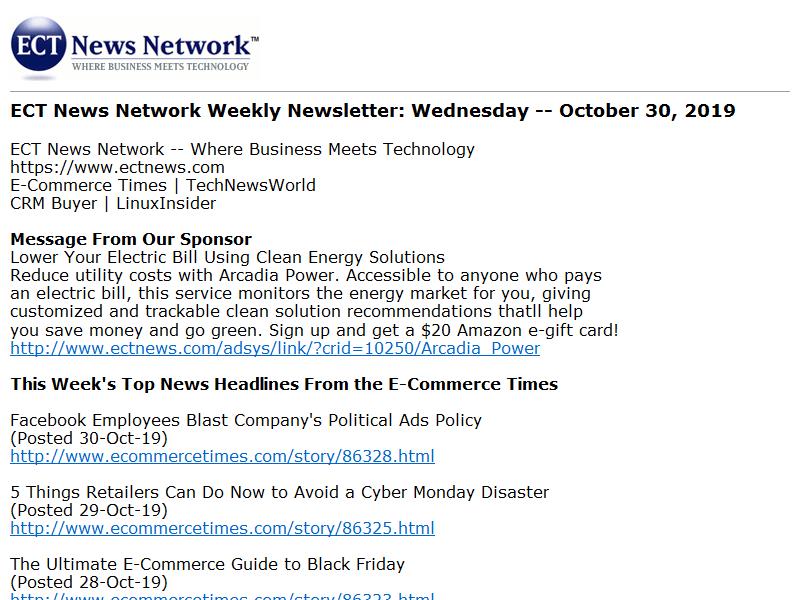 ECT News Network™
WHERE BUSINESS MEETS TECHNOLOGY
ECT News Network Weekly Newsletter: Wednesday -- October 30, 2019
ECT News Network -- Where Business Meets Technology
https://www.ectnews.com
E-Commerce Times | TechNewsWorld
CRM Buyer | LinuxInsider
Message From Our Sponsor
Lower Your Electric Bill Using Clean Energy Solutions
Reduce utility costs with Arcadia Power. Accessible to anyone who pays
an electric bill, this service monitors the energy market for you, giving
customized and trackable clean solution recommendations thatll help
you save money and go green. Sign up and get a $20 Amazon e-gift card!
http://www.ectnews.com/adsys/link/?crid=10250/Arcadia_Power
This Week's Top News Headlines From the E-Commerce Times
Facebook Employees Blast Company's Political Ads Policy
(Posted 30-Oct-19)
http://www.ecommercetimes.com/story/86328.html
5 Things Retailers Can Do Now to Avoid a Cyber Monday Disaster
(Posted 29-Oct-19)
http://www.ecommercetimes.com/story/86325.html
The Ultimate E-Commerce Guide to Black Friday
(Posted 28-Oct-19)
http://www.ecommercetimes.com/story/86323.html